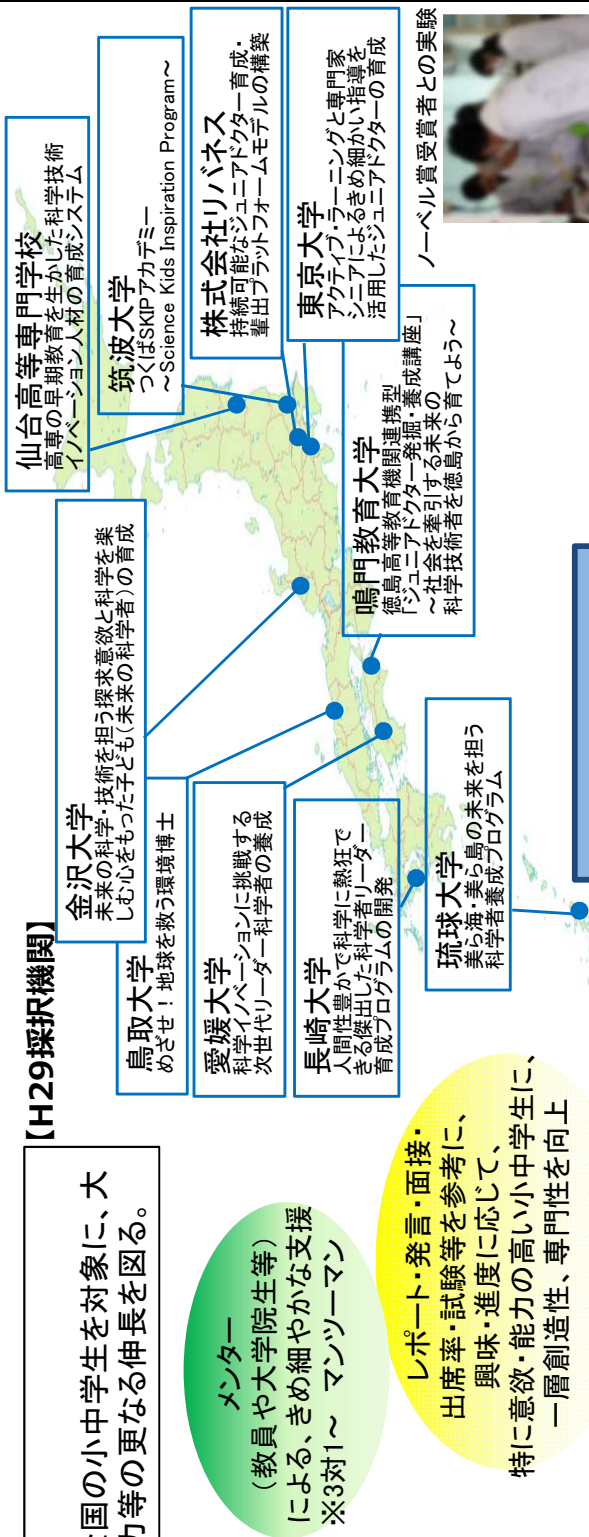 【H29採択機関】
国の小中学生を対象に、大
力等の更なる伸長を図る。
メンター
(教員や大学院生等)
による、きめ細やかな支援
※3対1~ マンツーマン
レポート・発言・面接・
出席率・試験等を参考に、
興味・進度に応じて、
特に意欲・能力の高い小中学生に、
一層創造性、専門性を向上
金沢大学
未来の科学・技術を担う探求意欲と科学を楽
しむ心をもった子ども(未来の科学者)の育成
鳥取大学
めざせ!地球を救う環境博士
愛媛大学
科学イノベーションに挑戦する
次世代リーダー科学者の養成
長崎大学
人間性豊かで科学に熱狂で
きる傑出した科学者リーダー
育成プログラムの開発
琉球大学
美ら海・美ら島の未来を担う
科学者養成プログラム
仙台高等専門学校
高専の早期教育を生かした科学技術
イノベーション人材の育成システム
筑波大学
つくばSKIPアカデミー
~Science Kids Inspiration Program~
株式会社リバネス
持続可能なジュニアドクター育成・
輩出プラットフォームモデルの構築
東京大学
アクティブ・ラーニングと専門家
シニアによるきめ細かい指導を
活用したジュニアドクターの育成
鳴門教育大学
徳島高等教育機関連携型
「ジュニアドクター発掘・養成講座」
~社会を牽引する未来の
科学技術者を徳島から育てよう~
ノーベル賞受賞者との実験